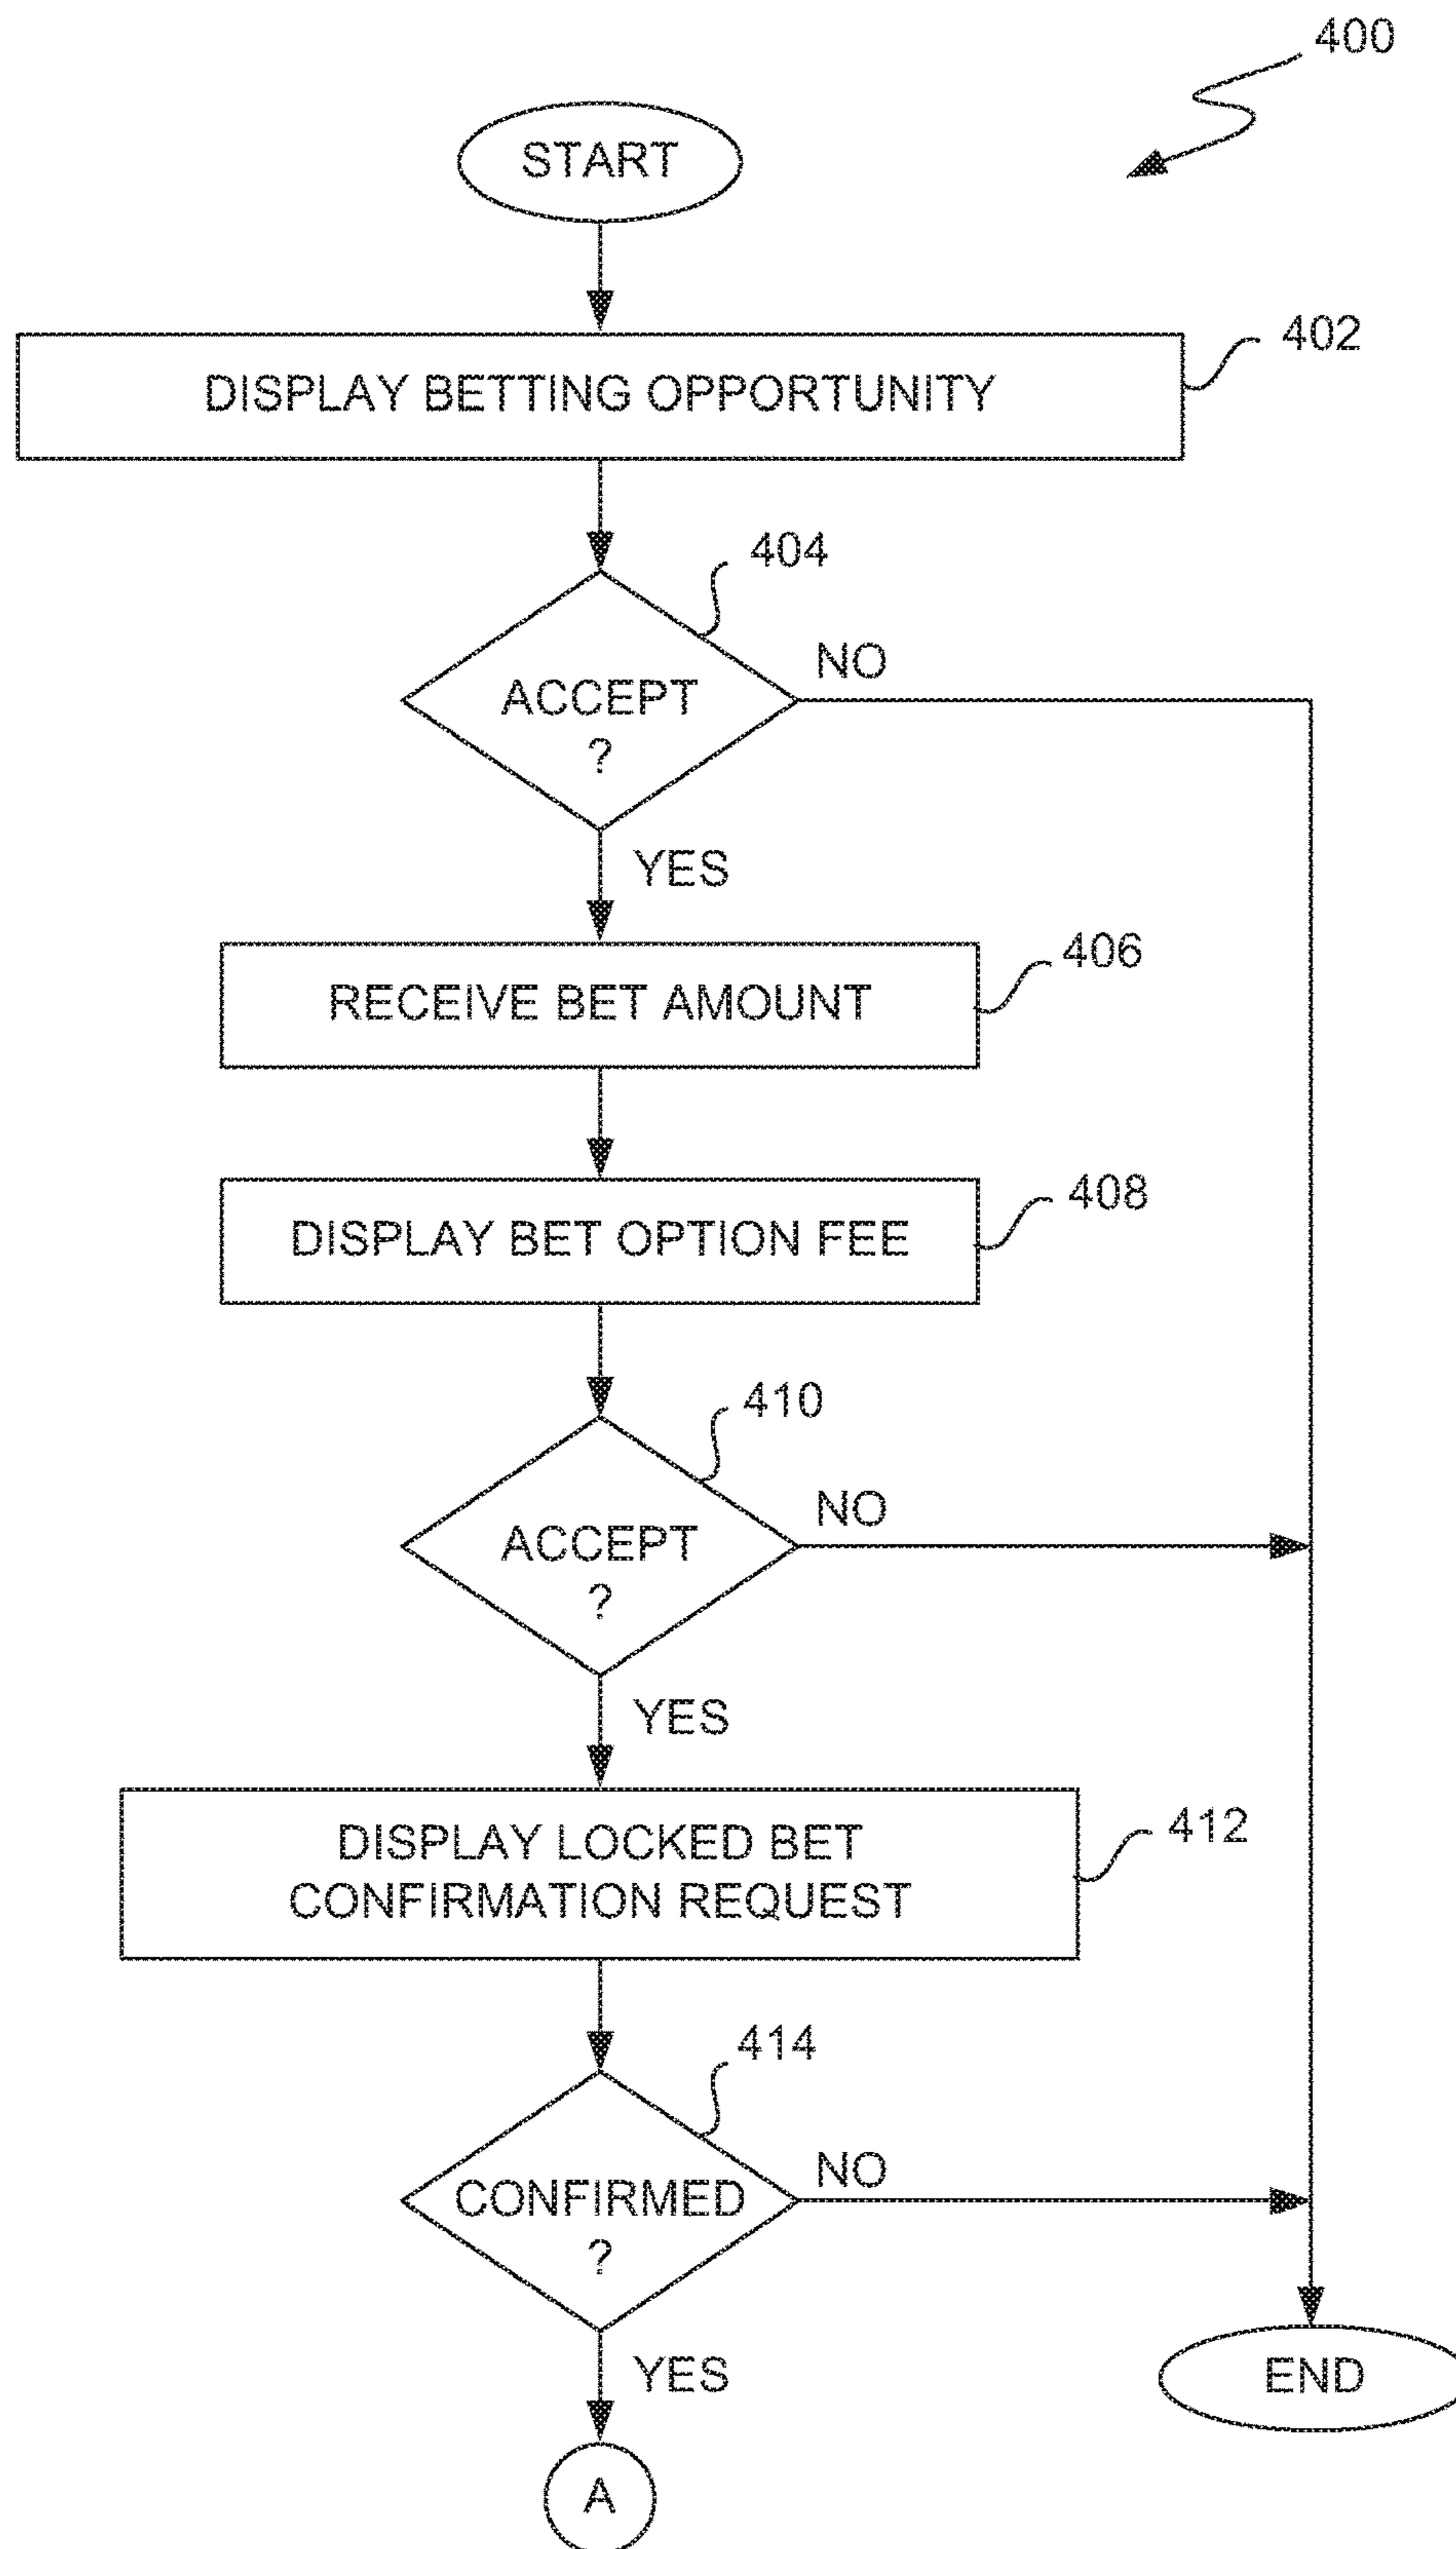 400
START
402
DISPLAY BETTING OPPORTUNITY
404
NO
ACCEPT
?
YES
406
RECEIVE BET AMOUNT
408
DISPLAY BET OPTION FEE
410
NO
ACCEPT
?
YES
412
DISPLAY LOCKED BET
CONFIRMATION REQUEST
414
NO
CONFIRMED
?
YES
END
A